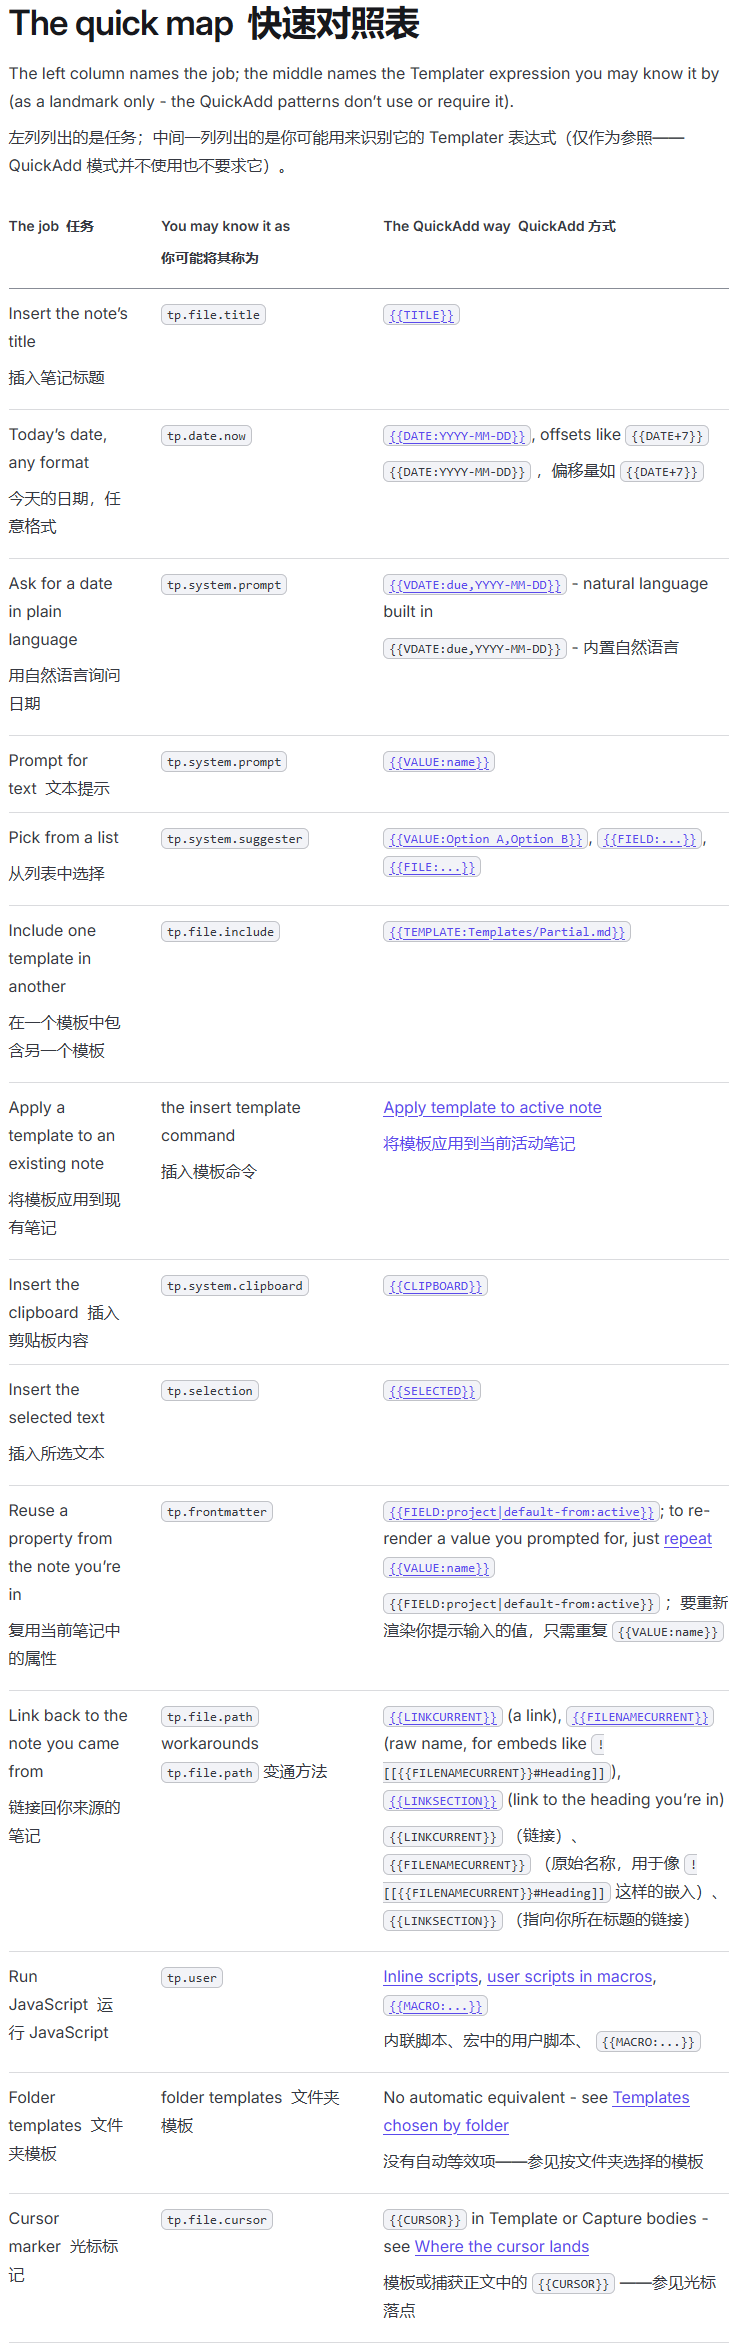 The quick map 快速对照表
The left column names the job; the middle names the Templater expression you may know it by
(as a landmark only - the QuickAdd patterns don’t use or require it).
左列列出的是任务；中间一列列出的是你可能用来识别它的 Templater 表达式（仅作为参照——
QuickAdd 模式并不使用也不要求它）。
The job 任务
You may know it as
你可能将其称为
The QuickAdd way QuickAdd 方式
Insert the note’s
title
插入笔记标题
tp.file.title
{{TITLE}}
Today’s date,
any format
今天的日期，任
意格式
tp.date.now
{{DATE:YYYY-MM-DD}}, offsets like {{DATE+7}}
{{DATE:YYYY-MM-DD}} ，偏移量如 {{DATE+7}}
Ask for a date
in plain
language
用自然语言询问
日期
tp.system.prompt
{{VDATE:due,YYYY-MM-DD}} - natural language
built in
{{VDATE:due,YYYY-MM-DD}} - 内置自然语言
Prompt for
text 文本提示
tp.system.prompt
{{VALUE:name}}
Pick from a list
从列表中选择
tp.system.suggester
{{VALUE:Option A,Option B}}, {{FIELD:...}},
{{FILE:...}}
Include one
template in
another
在一个模板中包
含另一个模板
tp.file.include
{{TEMPLATE:Templates/Partial.md}}
Apply a
template to an
existing note
将模板应用到现
有笔记
the insert template
command
插入模板命令
Apply template to active note
将模板应用到当前活动笔记
Insert the
clipboard 插入
剪贴板内容
tp.system.clipboard
{{CLIPBOARD}}
Insert the
selected text
插入所选文本
tp.selection
{{SELECTED}}
Reuse a
property from
the note you’re
in
复用当前笔记中
的属性
tp.frontmatter
{{FIELD:project|default-from:active}}; to re-
render a value you prompted for, just repeat
{{VALUE:name}}
{{FIELD:project|default-from:active}} ；要重新
渲染你提示输入的值，只需重复 {{VALUE:name}}
Link back to the
note you came
from
链接回你来源的
笔记
tp.file.path
workarounds
tp.file.path 变通方法
{{LINKCURRENT}} (a link), {{FILENAMECURRENT}}
(raw name, for embeds like !
[[{{FILENAMECURRENT}}#Heading]]),
{{LINKSECTION}} (link to the heading you’re in)
{{LINKCURRENT}} （链接）、
{{FILENAMECURRENT}} （原始名称，用于像 !
[[{{FILENAMECURRENT}}#Heading]] 这样的嵌入）、
{{LINKSECTION}} （指向你所在标题的链接）
Run
JavaScript 运
行 JavaScript
tp.user
Inline scripts, user scripts in macros,
{{MACRO:...}}
内联脚本、宏中的用户脚本、 {{MACRO:...}}
Folder
templates 文件
夹模板
folder templates 文件夹
模板
No automatic equivalent - see Templates
chosen by folder
没有自动等效项——参见按文件夹选择的模板
Cursor
marker 光标标
记
tp.file.cursor
{{CURSOR}} in Template or Capture bodies -
see Where the cursor lands
模板或捕获正文中的 {{CURSOR}} ——参见光标
落点